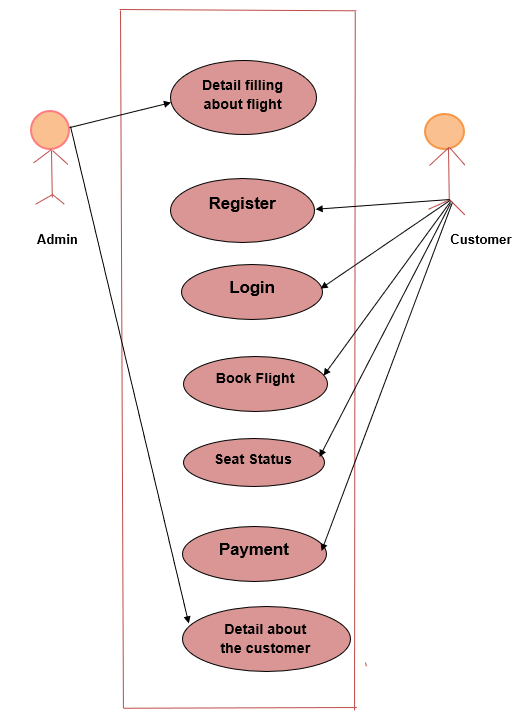 Detail filling
about flight
Register
Admin
Customer
Login
Book Flight
Seat Status
Payment
Detail about
the customer